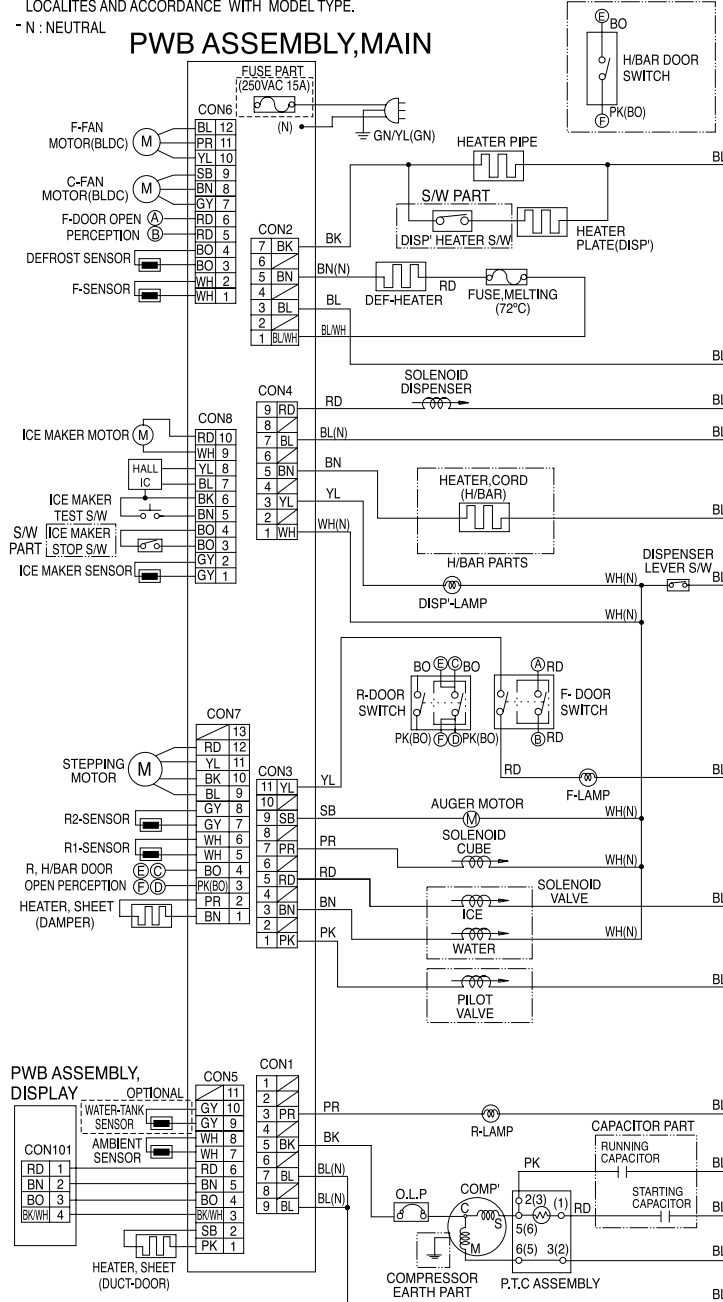 LOCALITES AND ACCORDANCE WITH MODEL TYPE.
- N : NEUTRAL
PWB ASSEMBLY,MAIN
FUSE PART
(250VAC 15A)
(N)
GN/YL(GN)
E BO
H/BAR DOOR
SWITCH
F PK(BO)
CON6
F-FAN
MOTOR(BLDC)
M
BL 12
PR 11
YL 10
C-FAN
MOTOR(BLDC)
M
SB 9
BN 8
GY 7
F-DOOR OPEN A RD 6
PERCEPTION B RD 5
DEFROST SENSOR
BO 4
BO 3
F-SENSOR
WH 2
WH 1
CON2
7 BK
6
5 BN
4
3 BL
2
1 BL/WH
BK
BN(N)
BL
BL/WH
HEATER PIPE
BL
S/W PART
DISP' HEATER S/W
HEATER
PLATE(DISP')
DEF-HEATER
RD
FUSE,MELTING
(72°C)
BL
CON4
9 RD
8
7 BL
6
5 BN
4
3 YL
2
1 WH
RD
BL(N)
BN
YL
WH(N)
SOLENOID
DISPENSER
BL
BL
HEATER,CORD
(H/BAR)
BL
H/BAR PARTS
DISP'-LAMP
WH(N)
WH(N)
DISPENSER
LEVER S/W
BL
CON8
ICE MAKER MOTOR M
RD 10
WH 9
HALL
IC
YL 8
BL 7
BK 6
ICE MAKER
TEST S/W
BN 5
S/W
PART
ICE MAKER
STOP S/W
BO 4
BO 3
ICE MAKER SENSOR
GY 2
GY 1
BO E C BO
R-DOOR
SWITCH
PK(BO) F D PK(BO)
A RD
F- DOOR
SWITCH
B RD
RD
F-LAMP
BL
CON7
13
STEPPING
MOTOR
M
RD 12
YL 11
BK 10
BL 9
R2-SENSOR
GY 8
GY 7
R1-SENSOR
WH 6
WH 5
R, H/BAR DOOR E C BO 4
OPEN PERCEPTION F D PK(BO) 3
HEATER, SHEET
(DAMPER)
PR 2
BN 1
CON3
11 YL
10
9 SB
8
7 PR
6
5 RD
4
3 BN
2
1 PK
YL
SB
PR
RD
BN
PK
AUGER MOTOR
M
WH(N)
SOLENOID
CUBE
WH(N)
SOLENOID
VALVE
ICE
BL
WATER
WH(N)
PILOT
VALVE
BL
PWB ASSEMBLY,
DISPLAY
CON101
RD 1
BN 2
BO 3
BK/WH 4
OPTIONAL
WATER-TANK
SENSOR
AMBIENT
SENSOR
CON5
11
GY 10
GY 9
WH 8
WH 7
RD 6
BN 5
BO 4
BK/WH 3
SB 2
PK 1
HEATER, SHEET
(DUCT-DOOR)
CON1
1
2
3 PR
4
5 BK
6
7 BL
8
9 BL
PR
BK
BL(N)
BL(N)
R-LAMP
BL
CAPACITOR PART
RUNNING
CAPACITOR
BL
STARTING
CAPACITOR
BL
O.L.P
COMP'
C
S
M
PK
2(3)
(1)
RD
5(6)
6(5)
3(2)
BL
COMPRESSOR
EARTH PART
P.T.C ASSEMBLY
BL